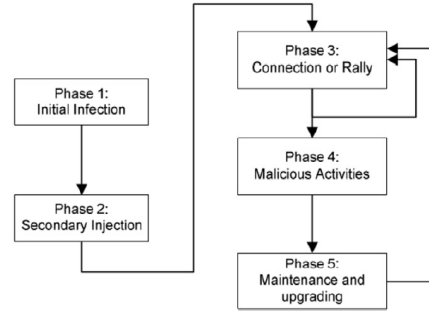 Phase 1:
Initial Infection
Phase 2:
Secondary Injection
Phase 3:
Connection or Rally
Phase 4:
Malicious Activities
Phase 5:
Maintenance and
upgrading